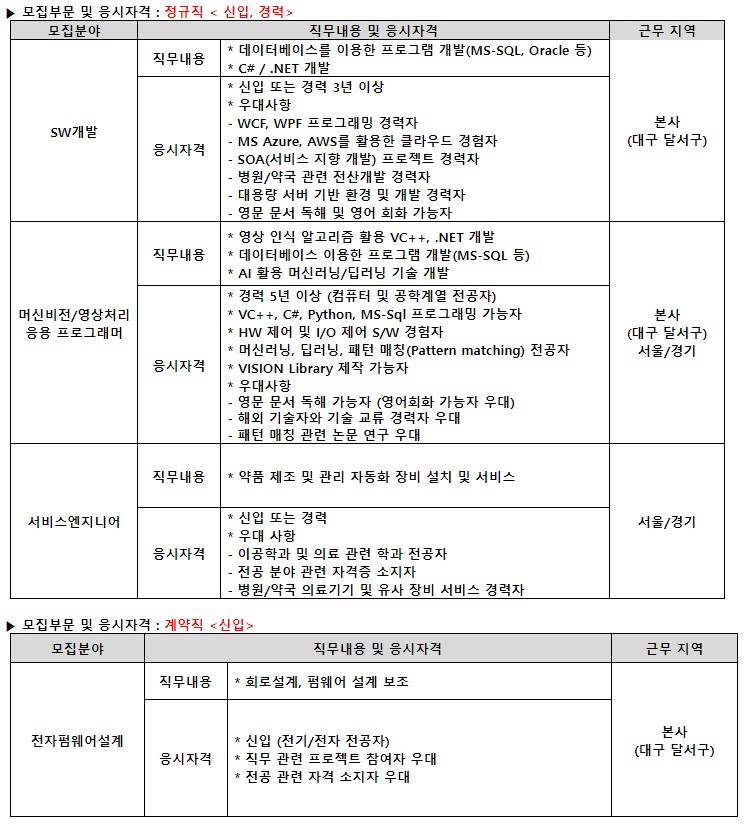 ▶ 모집부문 및 응시자격 : 정규직 < 신입, 경력>
모집분야
직무내용 및 응시자격
근무 지역
SW개발
직무내용
* 데이터베이스를 이용한 프로그램 개발(MS-SQL, Oracle 등)
* C# / .NET 개발
응시자격
* 신입 또는 경력 3년 이상
* 우대사항
- WCF, WPF 프로그래밍 경력자
- MS Azure, AWS를 활용한 클라우드 경험자
- SOA(서비스 지향 개발) 프로젝트 경력자
- 병원/약국 관련 전산개발 경력자
- 대용량 서버 기반 환경 및 개발 경력자
- 영문 문서 독해 및 영어 회화 가능자
본사
(대구 달서구)
머신비전/영상처리
응용 프로그래머
직무내용
* 영상 인식 알고리즘 활용 VC++, .NET 개발
* 데이터베이스 이용한 프로그램 개발(MS-SQL 등)
* AI 활용 머신러닝/딥러닝 기술 개발
응시자격
* 경력 5년 이상 (컴퓨터 및 공학계열 전공자)
* VC++, C#, Python, MS-Sql 프로그래밍 가능자
* HW 제어 및 I/O 제어 S/W 경험자
* 머신러닝, 딥러닝, 패턴 매칭(Pattern matching) 전공자
* VISION Library 제작 가능자
* 우대사항
- 영문 문서 독해 가능자 (영어회화 가능자 우대)
- 해외 기술자와 기술 교류 경력자 우대
- 패턴 매칭 관련 논문 연구 우대
본사
(대구 달서구)
서울/경기
서비스엔지니어
직무내용
* 약품 제조 및 관리 자동화 장비 설치 및 서비스
응시자격
* 신입 또는 경력
* 우대 사항
- 이공학과 및 의료 관련 학과 전공자
- 전공 분야 관련 자격증 소지자
- 병원/약국 의료기기 및 유사 장비 서비스 경력자
서울/경기
▶ 모집부문 및 응시자격 : 계약직 <신입>
모집분야
직무내용 및 응시자격
근무 지역
전자펌웨어설계
직무내용
* 회로설계, 펌웨어 설계 보조
응시자격
* 신입 (전기/전자 전공자)
* 직무 관련 프로젝트 참여자 우대
* 전공 관련 자격 소지자 우대
본사
(대구 달서구)